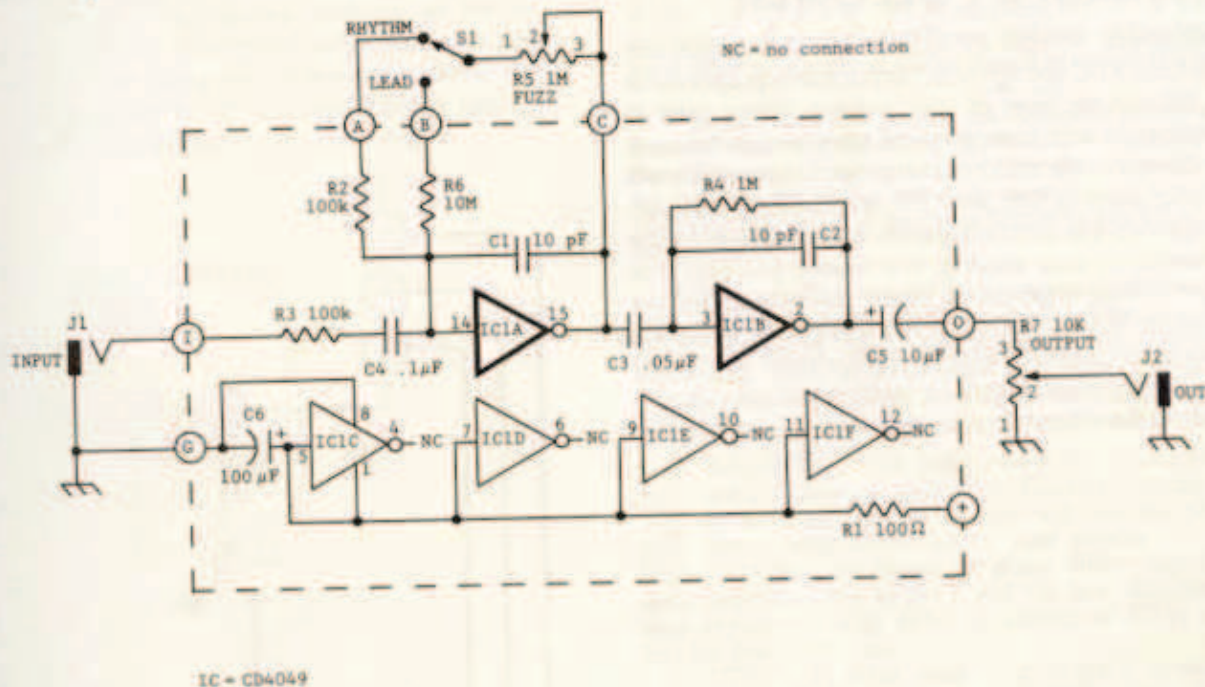 RHYTHM
S1
1
2
3
R5 1M
FUZZ
NC = no connection
LEAD
A
B
C
R2
100k
R6
10M
R4 1M
C1
10 pF
10 pF
C2
J1
INPUT
I
R3 100k
C4 .1µF
14
IC1A
15
C3 .05µF
3
IC1B
2
+
C5 10µF
O
R7 10K
OUTPUT
3
2
1
J2
OUT
G
C6
+
100 µF
5
IC1C
8
4
NC
1
7
IC1D
6
NC
9
IC1E
10
NC
11
IC1F
12
NC
R1 100Ω
+
IC = CD4049